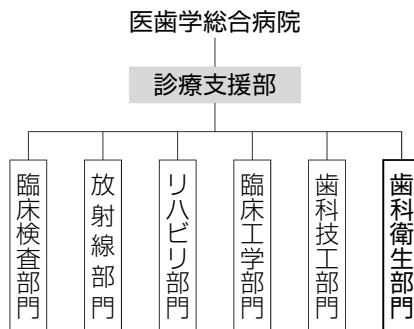 医歯学総合病院
診療支援部
臨床検査部門
放射線部門
リハビリ部門
臨床工学部門
歯科技工部門
歯科衛生部門